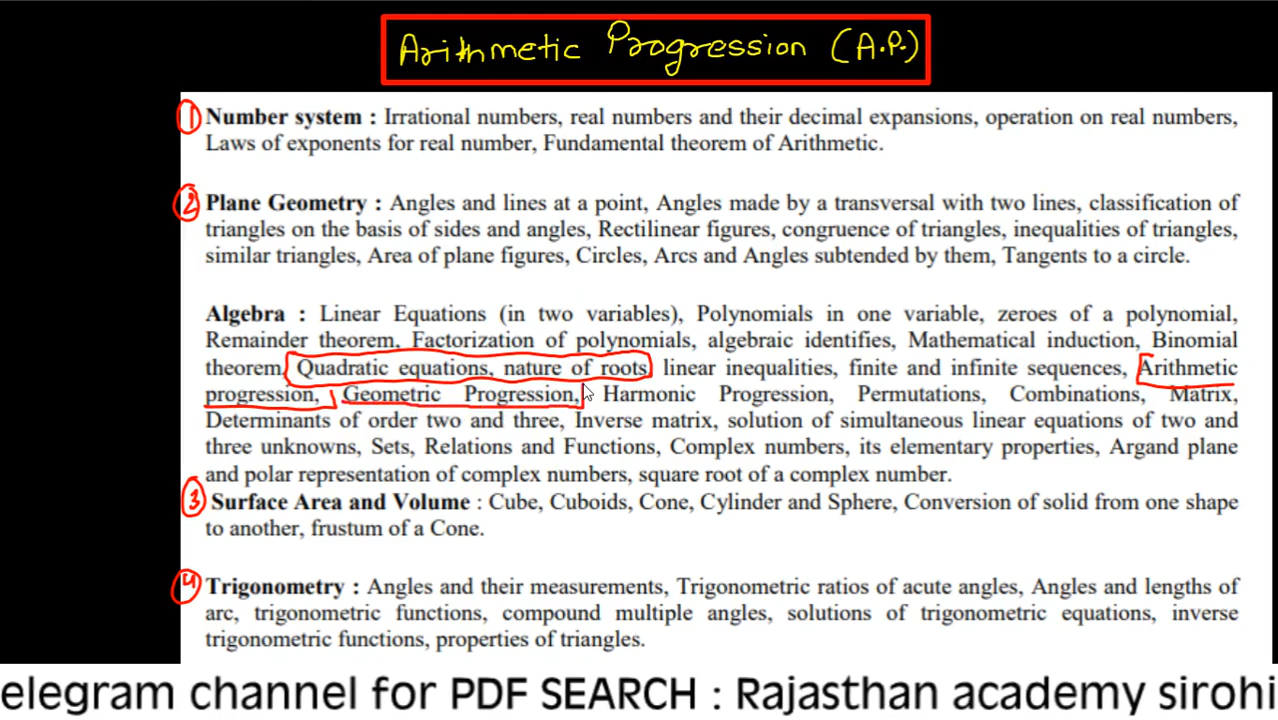 Arithmetic Progression (A.P.)
1 Number system : Irrational numbers, real numbers and their decimal expansions, operation on real numbers,
Laws of exponents for real number, Fundamental theorem of Arithmetic.
2 Plane Geometry : Angles and lines at a point, Angles made by a transversal with two lines, classification of
triangles on the basis of sides and angles, Rectilinear figures, congruence of triangles, inequalities of triangles,
similar triangles, Area of plane figures, Circles, Arcs and Angles subtended by them, Tangents to a circle.
Algebra : Linear Equations (in two variables), Polynomials in one variable, zeroes of a polynomial,
Remainder theorem, Factorization of polynomials, algebraic identifies, Mathematical induction, Binomial
theorem, Quadratic equations, nature of roots, linear inequalities, finite and infinite sequences, Arithmetic
progression, Geometric Progression, Harmonic Progression, Permutations, Combinations, Matrix,
Determinants of order two and three, Inverse matrix, solution of simultaneous linear equations of two and
three unknowns, Sets, Relations and Functions, Complex numbers, its elementary properties, Argand plane
and polar representation of complex numbers, square root of a complex number.
3 Surface Area and Volume : Cube, Cuboids, Cone, Cylinder and Sphere, Conversion of solid from one shape
to another, frustum of a Cone.
4 Trigonometry : Angles and their measurements, Trigonometric ratios of acute angles, Angles and lengths of
arc, trigonometric functions, compound multiple angles, solutions of trigonometric equations, inverse
trigonometric functions, properties of triangles.
elegram channel for PDF SEARCH : Rajasthan academy sirohi